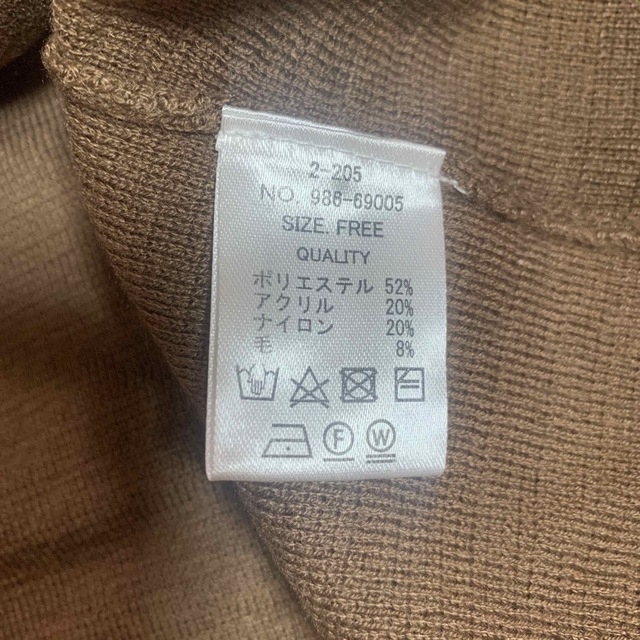 2-205
NO. 986-69005
SIZE. FREE
QUALITY
ポリエステル 52%
アクリル 20%
ナイロン 20%
毛 8%
F W